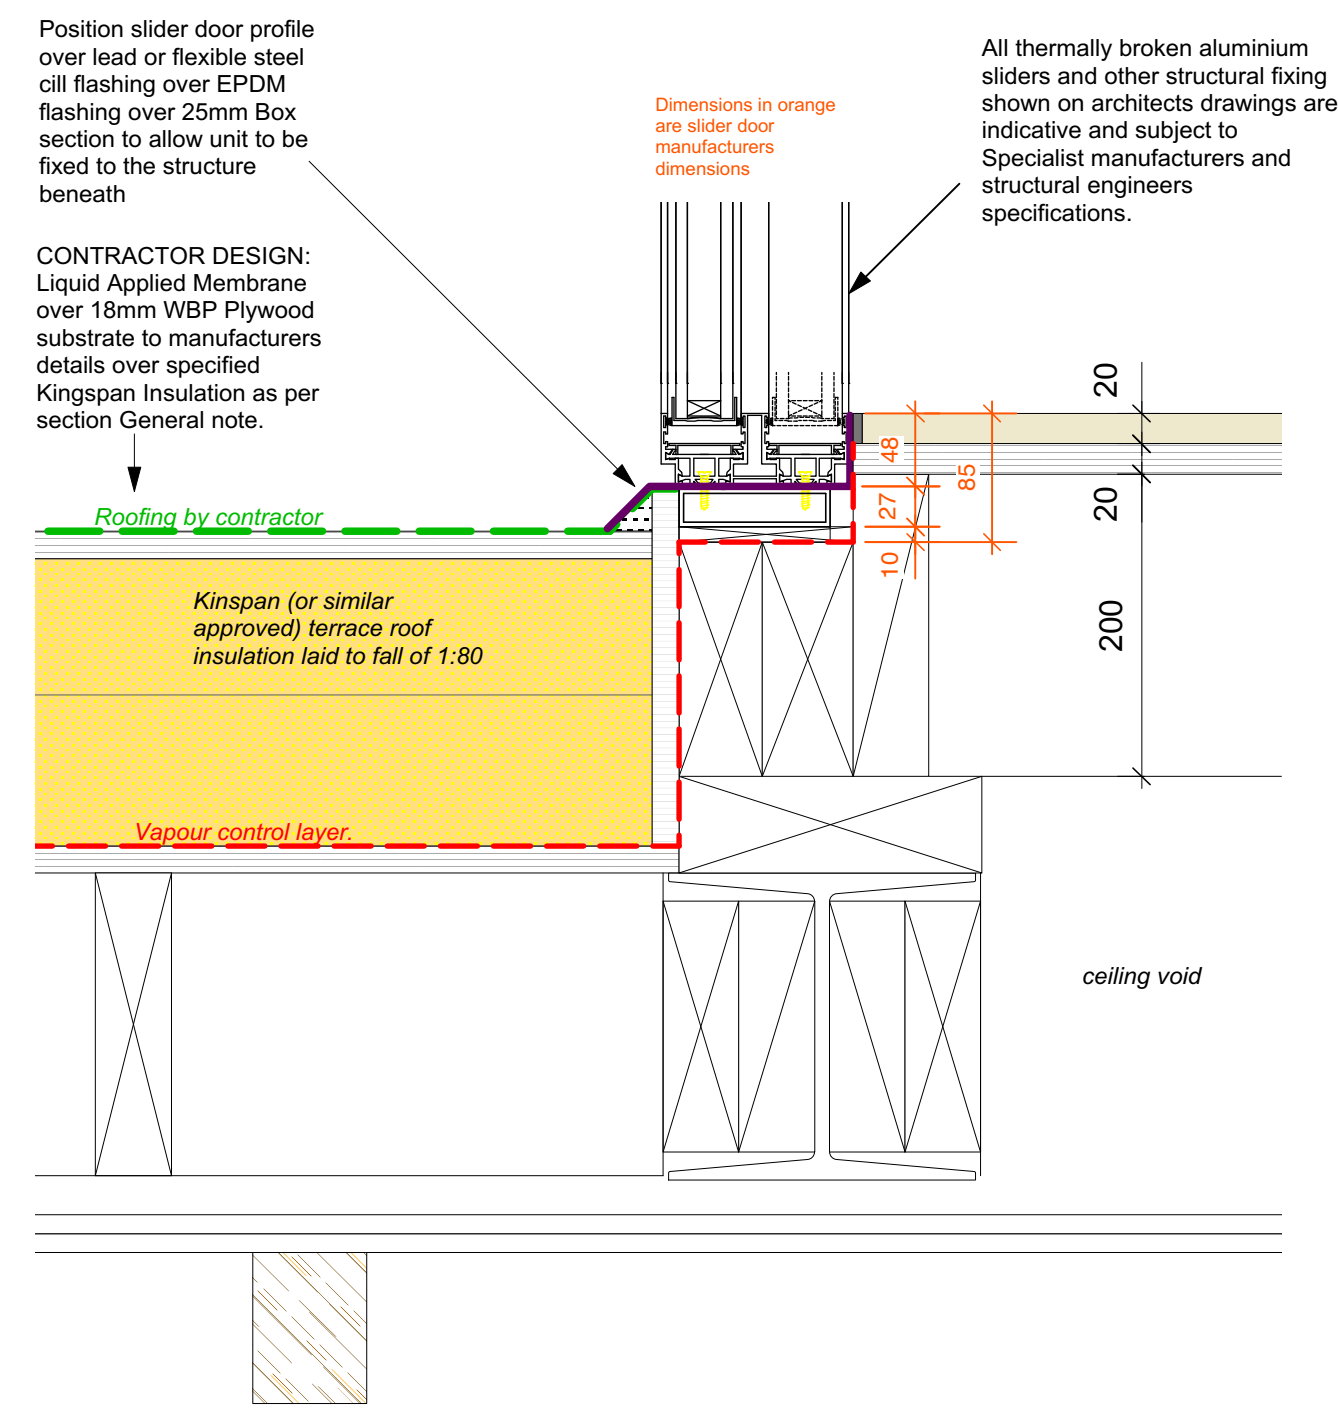 Position slider door profile
over lead or flexible steel
cill flashing over EPDM
flashing over 25mm Box
section to allow unit to be
fixed to the structure
beneath
CONTRACTOR DESIGN:
Liquid Applied Membrane
over 18mm WBP Plywood
substrate to manufacturers
details over specified
Kingspan Insulation as per
section General note.
Dimensions in orange
are slider door
manufacturers
dimensions
All thermally broken aluminium
sliders and other structural fixing
shown on architects drawings are
indicative and subject to
Specialist manufacturers and
structural engineers
specifications.
20
48
85
27
20
10
200
Roofing by contractor
Kinspan (or similar
approved) terrace roof
insulation laid to fall of 1:80
Vapour control layer.
ceiling void